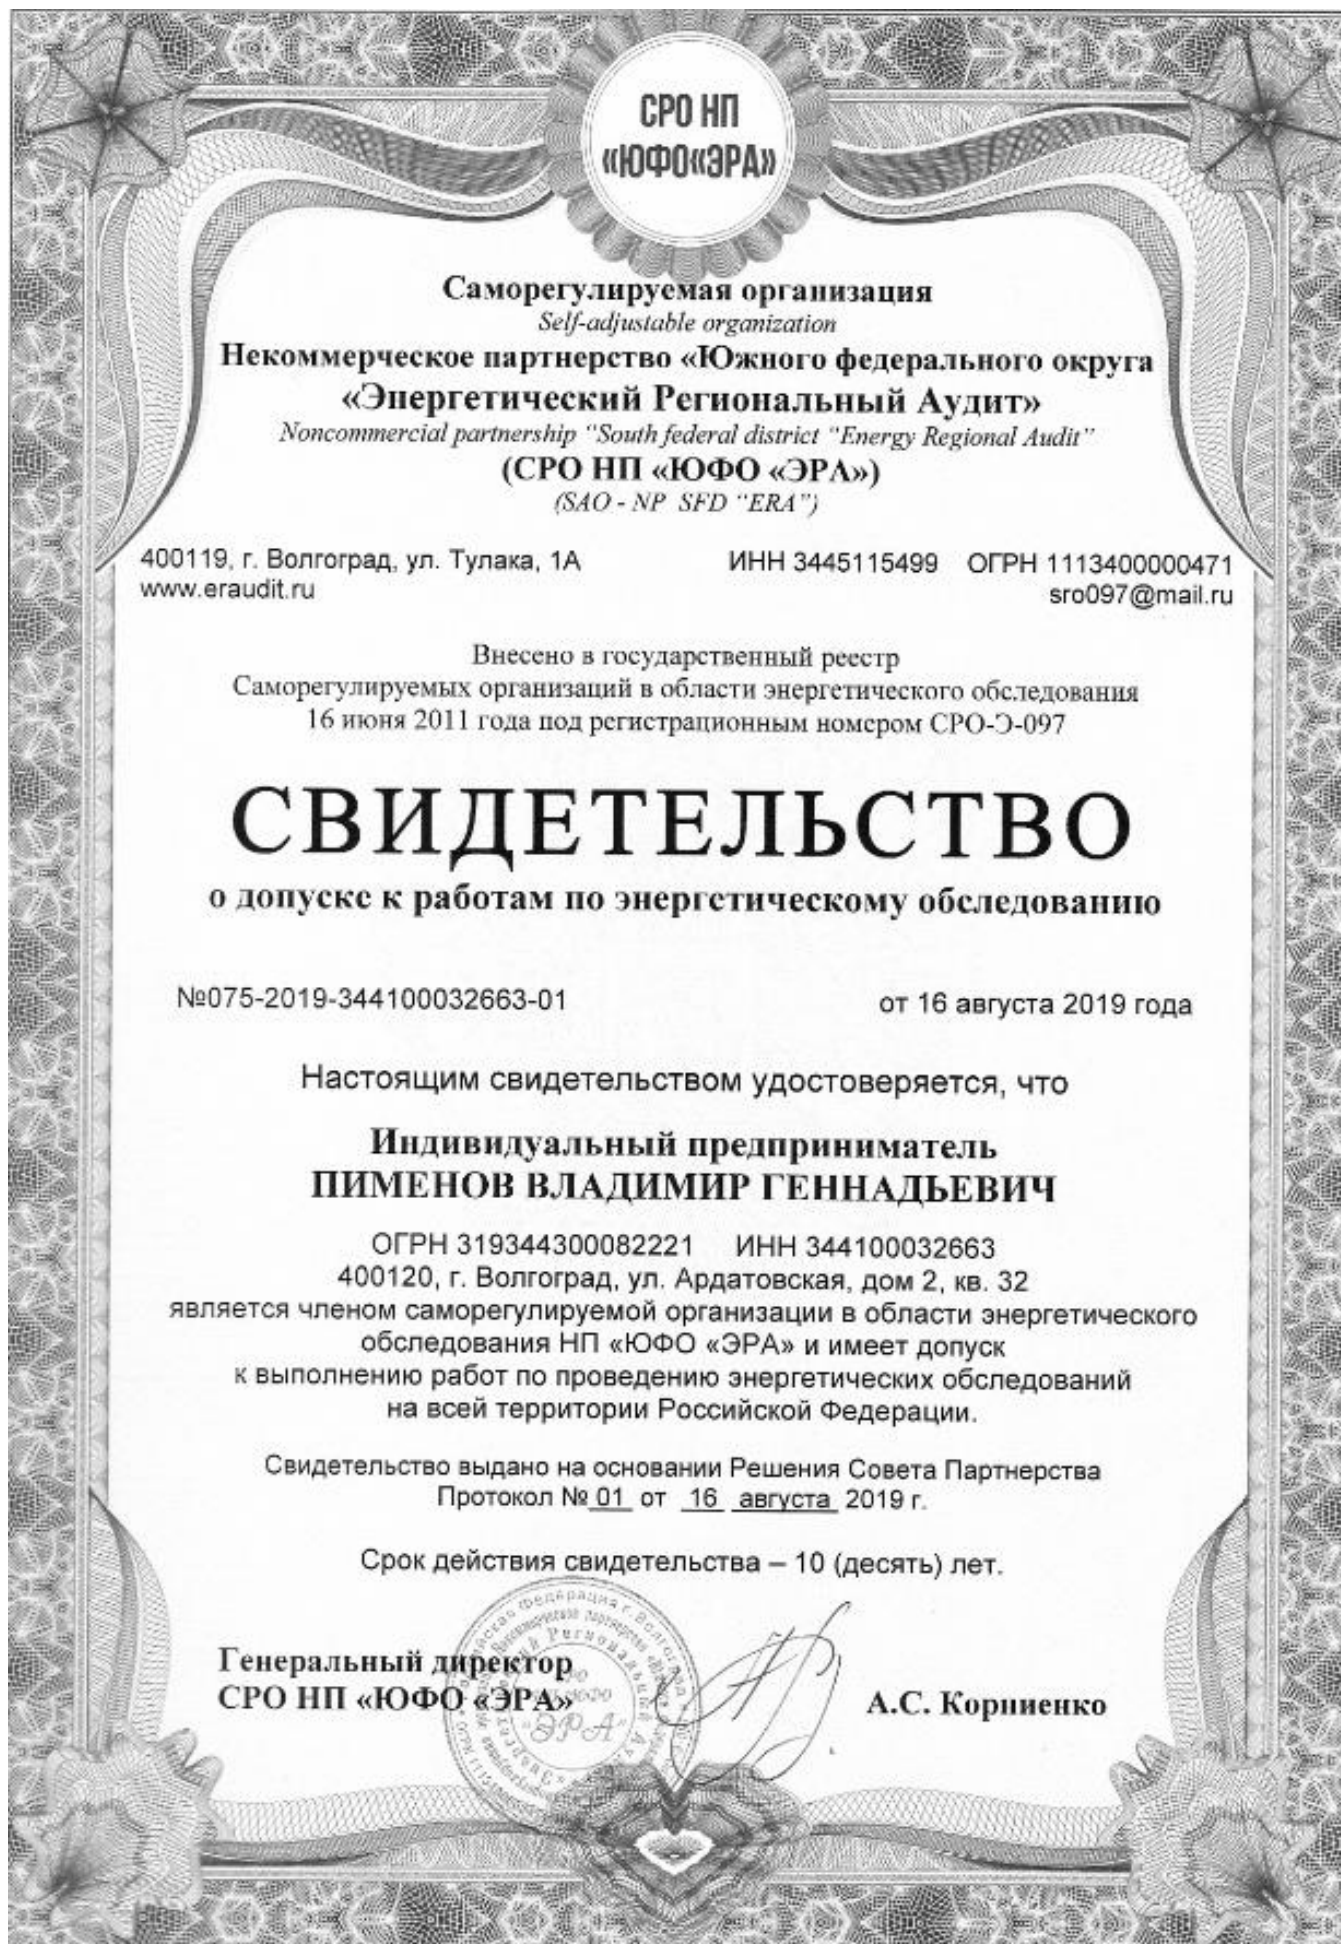 СРО НП
«ЮФО«ЭРА»
Саморегулируемая организация
Self-adjustable organization
Некоммерческое партнерство «Южного федерального округа
«Энергетический Региональный Аудит»
Noncommercial partnership “South federal district “Energy Regional Audit”
(СРО НП «ЮФО «ЭРА»)
(SAO - NP SFD “ERA”)
400119, г. Волгоград, ул. Тулака, 1А ИНН 3445115499 ОГРН 1113400000471
www.eraudit.ru sro097@mail.ru
Внесено в государственный реестр
Саморегулируемых организаций в области энергетического обследования
16 июня 2011 года под регистрационным номером СРО-Э-097
СВИДЕТЕЛЬСТВО
о допуске к работам по энергетическому обследованию
№075-2019-344100032663-01 от 16 августа 2019 года
Настоящим свидетельством удостоверяется, что
Индивидуальный предприниматель
ПИМЕНОВ ВЛАДИМИР ГЕННАДЬЕВИЧ
ОГРН 319344300082221 ИНН 344100032663
400120, г. Волгоград, ул. Ардатовская, дом 2, кв. 32
является членом саморегулируемой организации в области энергетического
обследования НП «ЮФО «ЭРА» и имеет допуск
к выполнению работ по проведению энергетических обследований
на всей территории Российской Федерации.
Свидетельство выдано на основании Решения Совета Партнерства
Протокол № 01 от 16 августа 2019 г.
Срок действия свидетельства – 10 (десять) лет.
Генеральный директор
СРО НП «ЮФО «ЭРА» А.С. Корниенко
"ЭРА"